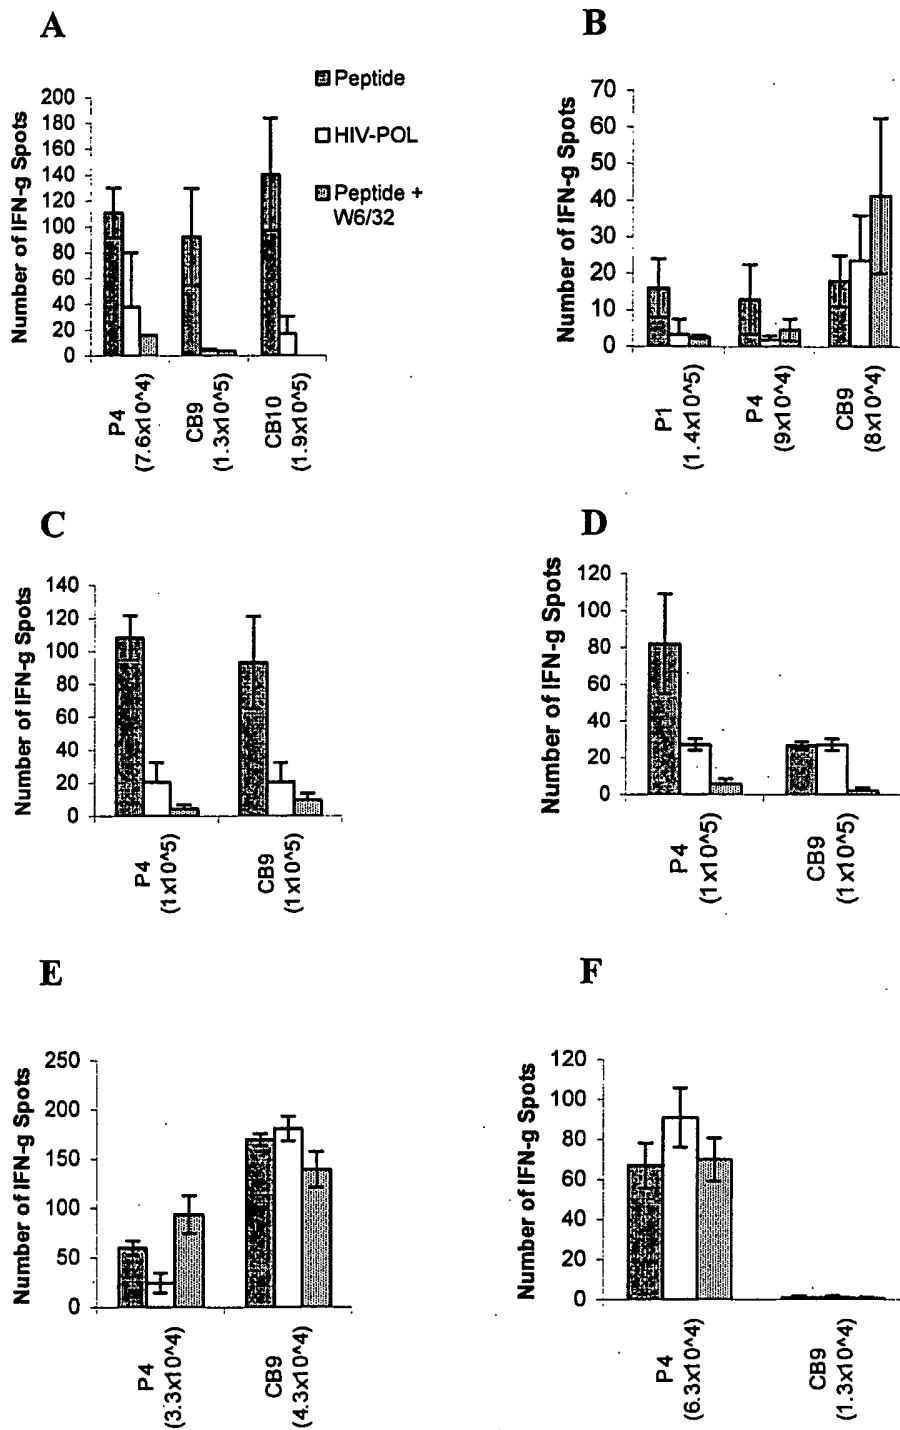 A
Number of IFN-g Spots
200
180
160
140
120
100
80
60
40
20
0
P4
(7.6x10^4)
CB9
(1.3x10^5)
CB10
(1.9x10^5)
Peptide
HIV-POL
Peptide +
W6/32
B
Number of IFN-g Spots
70
60
50
40
30
20
10
0
P1
(1.4x10^5)
P4
(9x10^4)
CB9
(8x10^4)
C
Number of IFN-g Spots
140
120
100
80
60
40
20
0
P4
(1x10^5)
CB9
(1x10^5)
D
Number of IFN-g Spots
120
100
80
60
40
20
0
P4
(1x10^5)
CB9
(1x10^5)
E
Number of IFN-g Spots
250
200
150
100
50
0
P4
(3.3x10^4)
CB9
(4.3x10^4)
F
Number of IFN-g Spots
120
100
80
60
40
20
0
P4
(6.3x10^4)
CB9
(1.3x10^4)